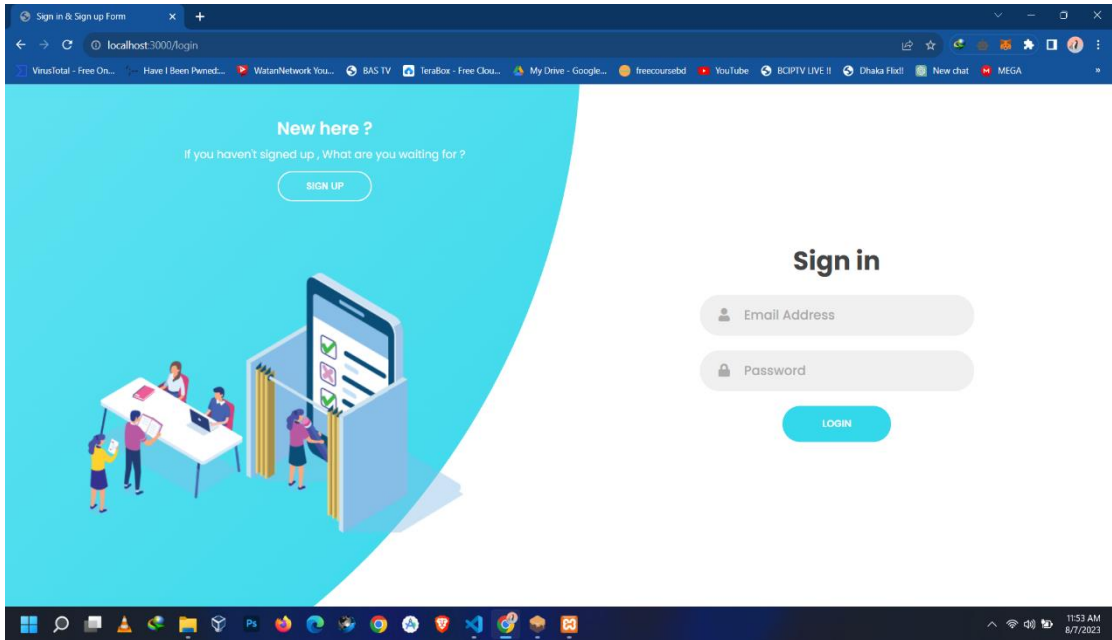 Sign in & Sign up Form
localhost:3000/login
VirusTotal - Free On... Have I Been Pwned:... WatanNetwork You... BAS TV TeraBox - Free Clou... My Drive - Google... freecoursebd YouTube BCIPTV LIVE !! Dhaka Flix!! New chat MEGA »
New here ?
If you haven't signed up , What are you waiting for ?
SIGN UP
Sign in
Email Address
Password
LOGIN
Ps
11:53 AM
8/7/2023